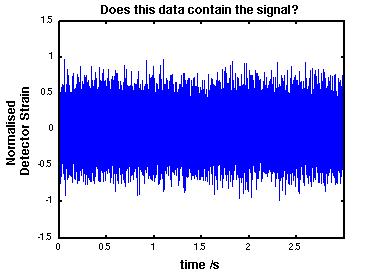 Does this data contain the signal?
1.5
1
0.5
0
-0.5
-1
-1.5
Normalised
Detector Strain
0 0.5 1 1.5 2 2.5
time /s